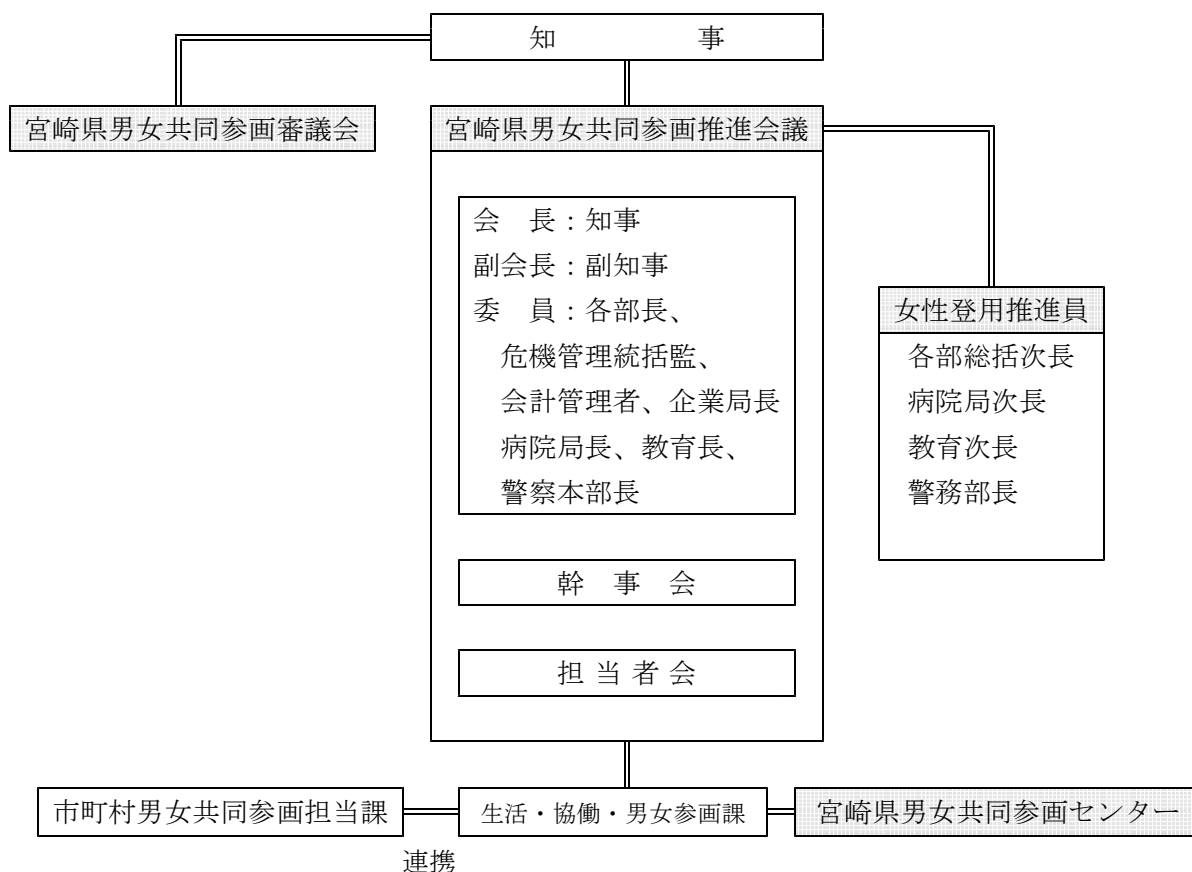 知事
宮崎県男女共同参画審議会
宮崎県男女共同参画推進会議
会　長：知事
副会長：副知事
委　員：各部長、
危機管理統括監、
会計管理者、企業局長
病院局長、教育長、
警察本部長
幹　事　会
担 当 者 会
女性登用推進員
各部総括次長
病院局次長
教育次長
警務部長
市町村男女共同参画担当課
生活・協働・男女参画課
宮崎県男女共同参画センター
連携